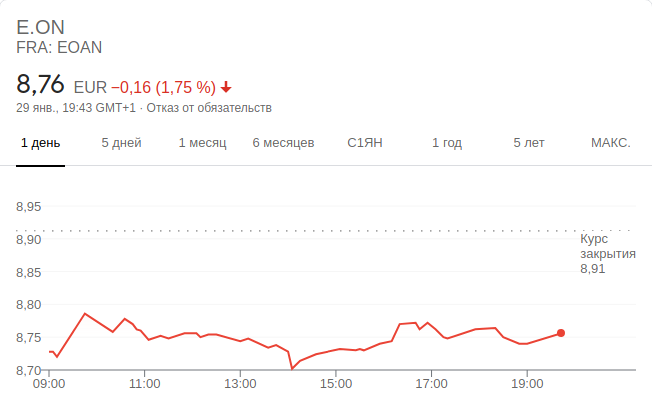 E.ON
FRA: EOAN
8,76 EUR −0,16 (1,75 %)
29 янв., 19:43 GMT+1 · Отказ от обязательств
1 день 5 дней 1 месяц 6 месяцев С1ЯН 1 год 5 лет МАКС.
8,95
8,90
8,85
8,80
8,75
8,70
Курс
закрытия
8,91
09:00 11:00 13:00 15:00 17:00 19:00